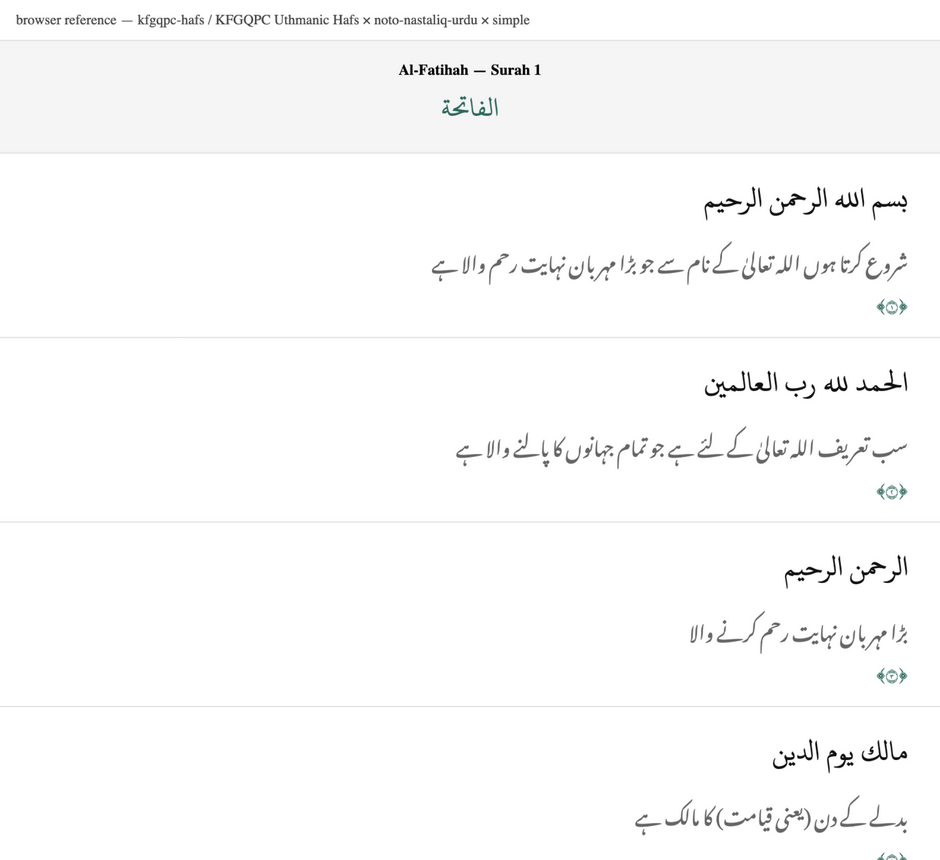 browser reference — kfgqpc-hafs / KFGQPC Uthmanic Hafs × noto-nastaliq-urdu × simple
Al-Fatihah — Surah 1
الفاتحة
بسم الله الرحمن الرحيم
شروع کرتا ہوں اللہ تعالیٰ کے نام سے جو بڑا مہربان نہایت رحم والا ہے
﴿١﴾
الحمد لله رب العالمين
سب تعریف اللہ تعالیٰ کے لئے ہے جو تمام جہانوں کا پالنے والا ہے
﴿٢﴾
الرحمن الرحيم
بڑا مہربان نہایت رحم کرنے والا
﴿٣﴾
مالك يوم الدين
بدلے کے دن (یعنی قیامت) کا مالک ہے